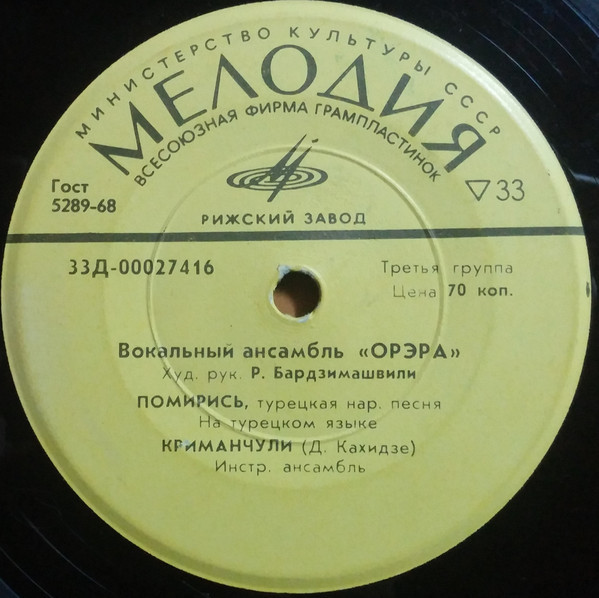 МИНИСТЕРСТВО КУЛЬТУРЫ СССР
МЕЛОДИЯ
ВСЕСОЮЗНАЯ ФИРМА ГРАМПЛАСТИНОК
Гост
5289-68
▽33
РИЖСКИЙ ЗАВОД
33Д-00027416
Третья группа
Цена 70 коп.
Вокальный ансамбль «ОРЭРА»
Худ. рук. Р. Бардзимашвили
ПОМИРИСЬ, турецкая нар. песня
На турецком языке
КРИМАНЧУЛИ (Д. Кахидзе)
Инстр. ансамбль